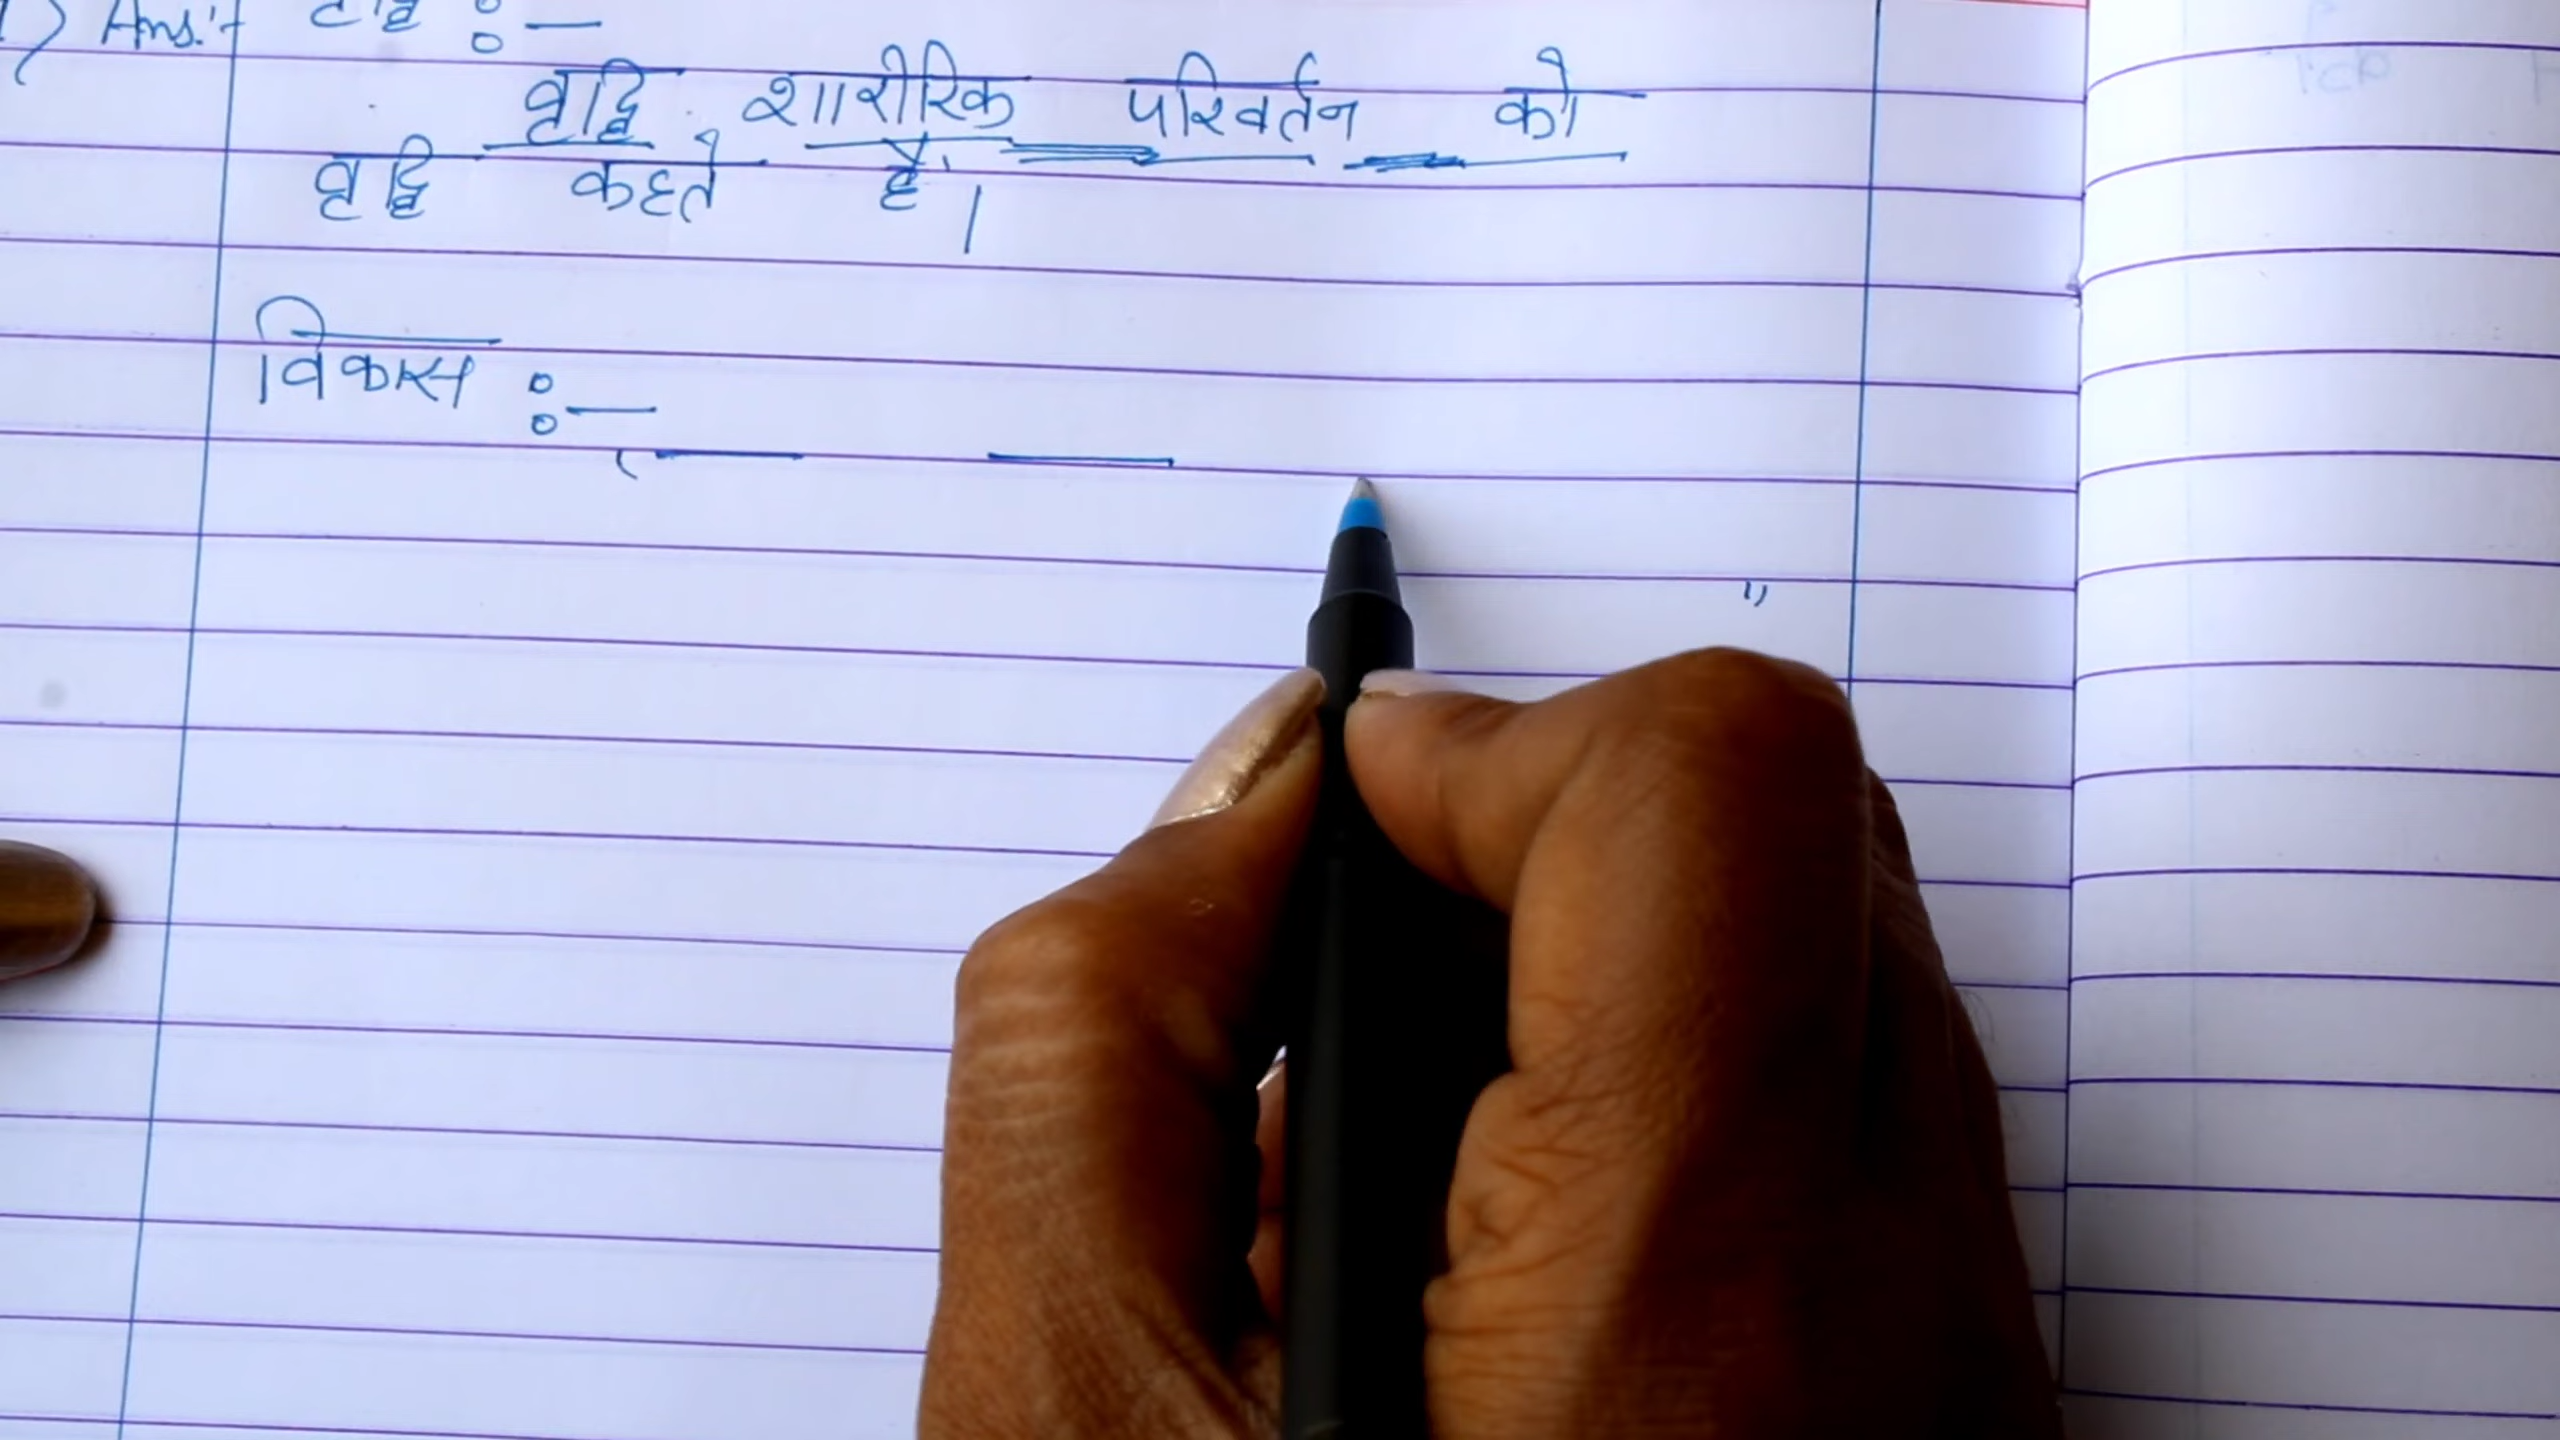 Ans.:- वृद्धि :—
वृद्धि शारीरिक परिवर्तन को
वृद्धि कहते हैं।
विकास :—